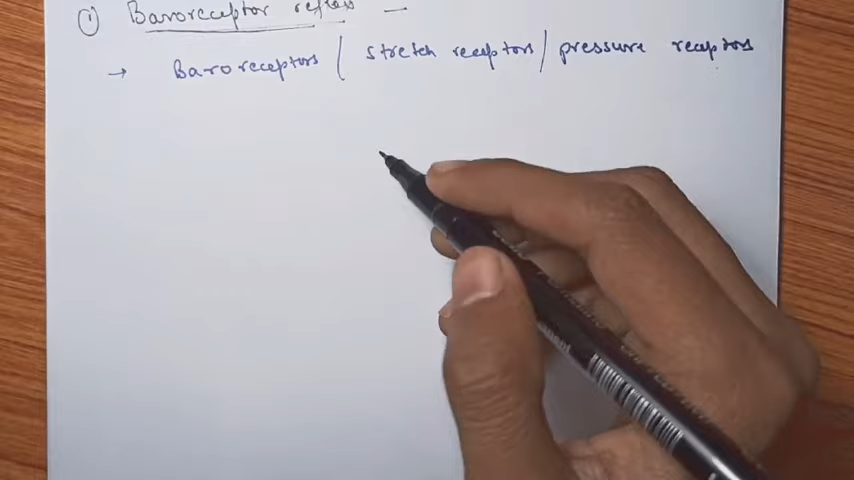 ① Baroreceptor reflex —
→ Baroreceptors / stretch receptors / pressure receptors